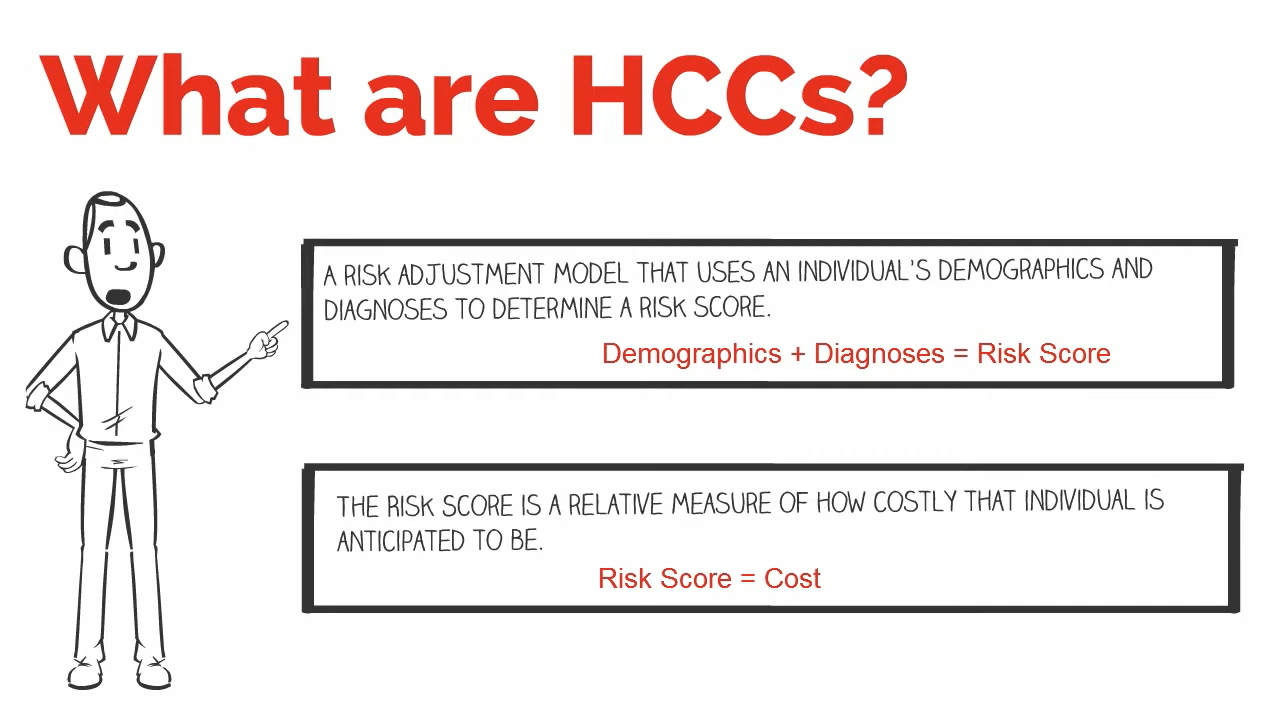 What are HCCs?
A RISK ADJUSTMENT MODEL THAT USES AN INDIVIDUAL'S DEMOGRAPHICS AND
DIAGNOSES TO DETERMINE A RISK SCORE.
Demographics + Diagnoses = Risk Score
THE RISK SCORE IS A RELATIVE MEASURE OF HOW COSTLY THAT INDIVIDUAL IS
ANTICIPATED TO BE.
Risk Score = Cost